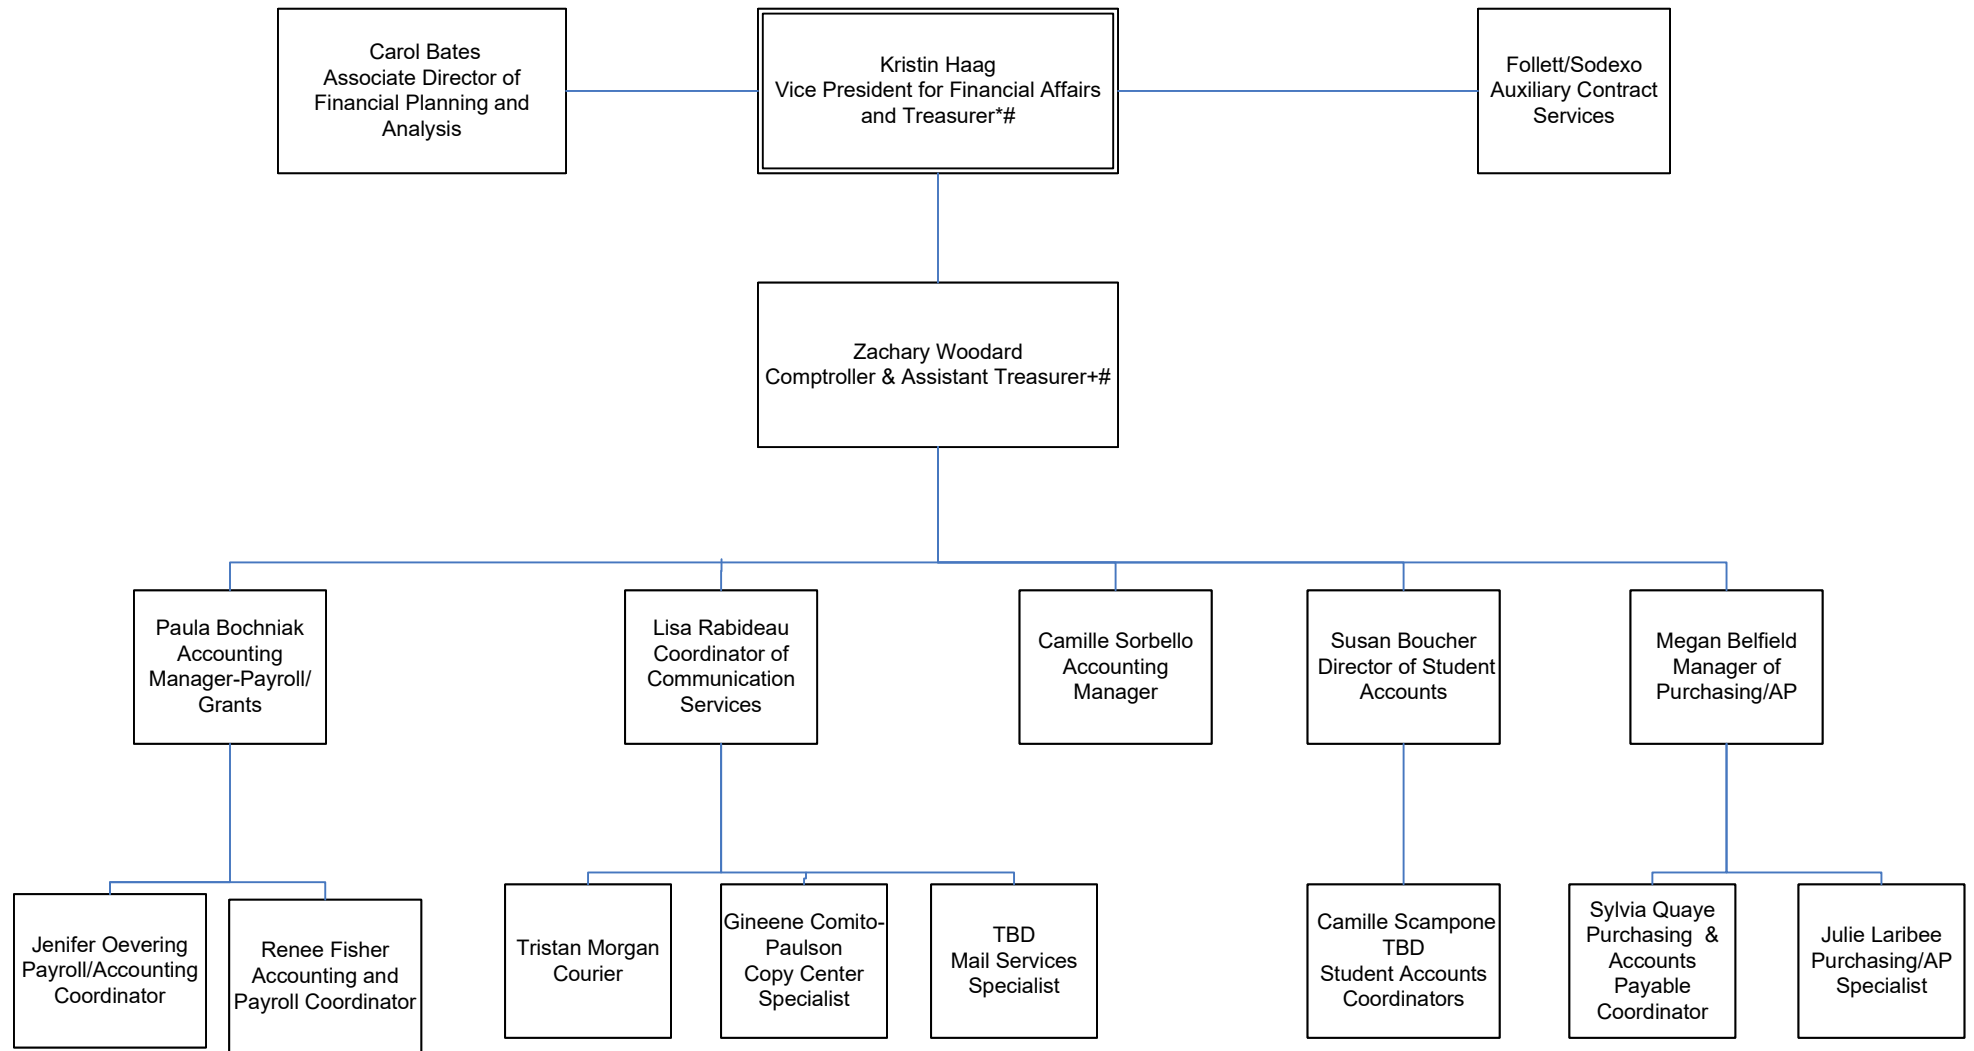 Carol Bates
Associate Director of
Financial Planning and
Analysis
Kristin Haag
Vice President for Financial Affairs
and Treasurer*#
Follett/Sodexo
Auxiliary Contract
Services
Zachary Woodard
Comptroller & Assistant Treasurer+#
Paula Bochniak
Accounting
Manager-Payroll/
Grants
Lisa Rabideau
Coordinator of
Communication
Services
Camille Sorbello
Accounting
Manager
Susan Boucher
Director of Student
Accounts
Megan Belfield
Manager of
Purchasing/AP
Jenifer Oevering
Payroll/Accounting
Coordinator
Renee Fisher
Accounting and
Payroll Coordinator
Tristan Morgan
Courier
Gineene Comito-
Paulson
Copy Center
Specialist
TBD
Mail Services
Specialist
Camille Scampone
TBD
Student Accounts
Coordinators
Sylvia Quaye
Purchasing  &
Accounts
Payable
Coordinator
Julie Laribee
Purchasing/AP
Specialist